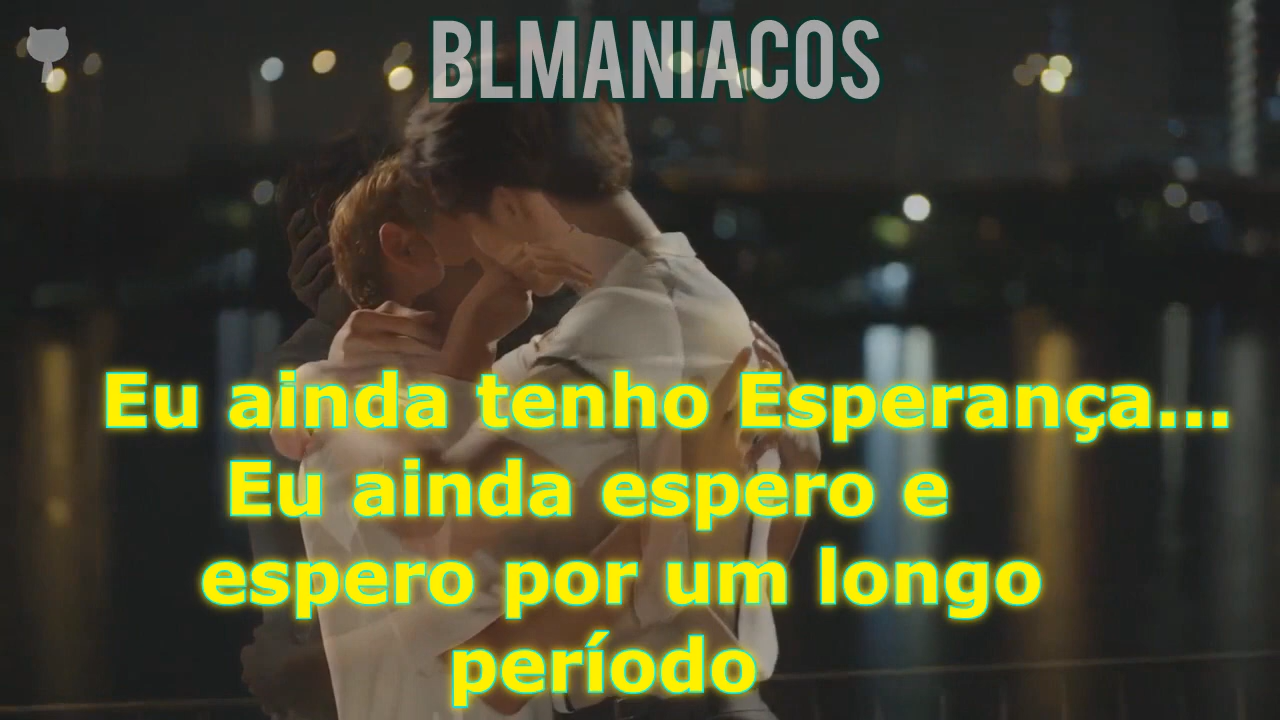 BLMANIACOS
Eu ainda tenho Esperança...
Eu ainda espero e
espero por um longo
período